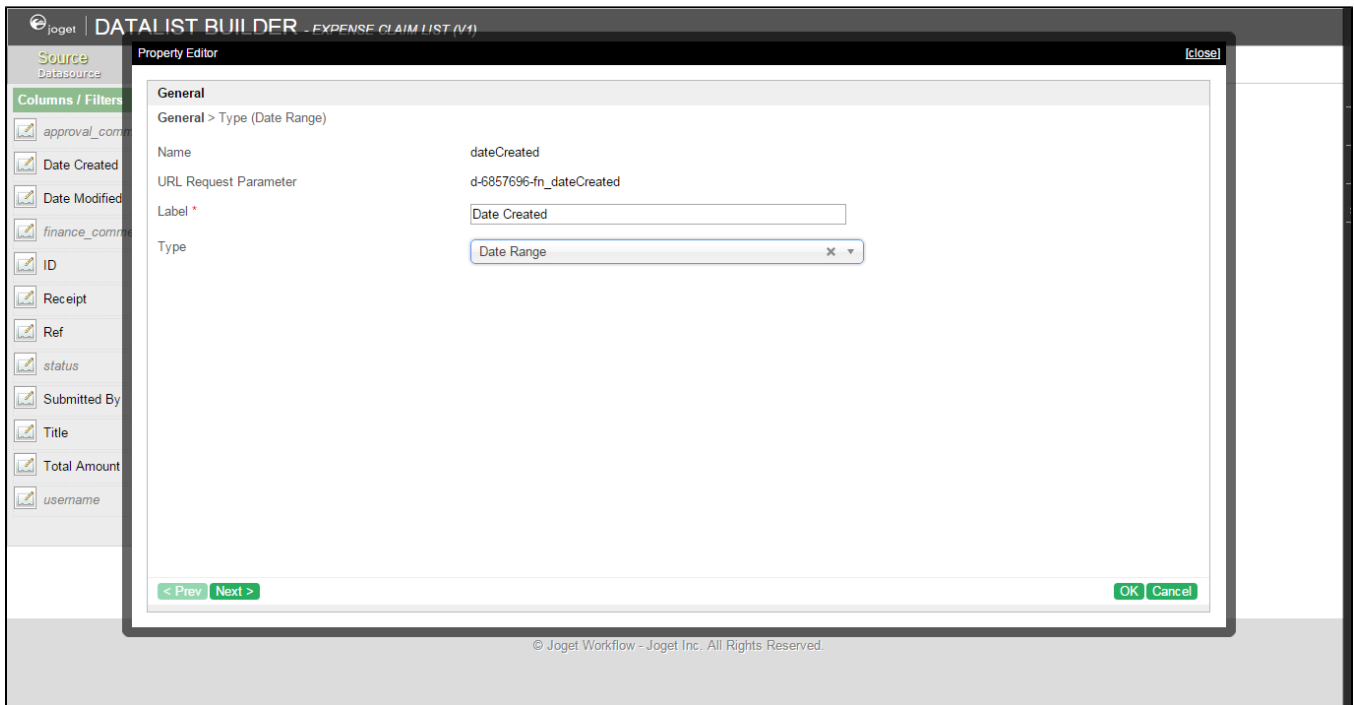 joget | DATALIST BUILDER - EXPENSE CLAIM LIST (V1)
Source
Datasource
Property Editor
[close]
Columns / Filters
approval_comm
Date Created
Date Modified
finance_comme
ID
Receipt
Ref
status
Submitted By
Title
Total Amount
username
General
General > Type (Date Range)
Name dateCreated
URL Request Parameter d-6857696-fn_dateCreated
Label * Date Created
Type Date Range
< Prev Next >
OK Cancel
© Joget Workflow - Joget Inc. All Rights Reserved.